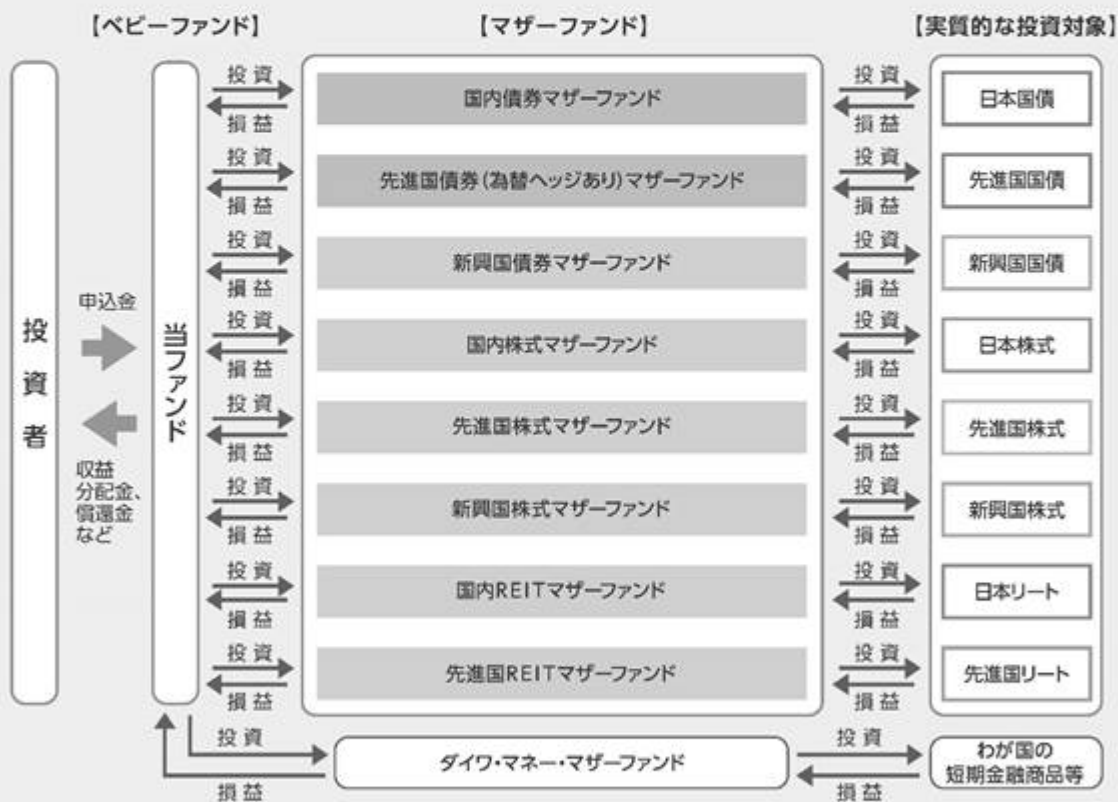 【ベビーファンド】
【マザーファンド】
【実質的な投資対象】
投資者
申込金
収益
分配金、
償還金
など
当ファンド
投資
損益
国内債券マザーファンド
投資
損益
日本国債
投資
損益
先進国債券(為替ヘッジあり)マザーファンド
投資
損益
先進国国債
投資
損益
新興国債券マザーファンド
投資
損益
新興国国債
投資
損益
国内株式マザーファンド
投資
損益
日本株式
投資
損益
先進国株式マザーファンド
投資
損益
先進国株式
投資
損益
新興国株式マザーファンド
投資
損益
新興国株式
投資
損益
国内REITマザーファンド
投資
損益
日本リート
投資
損益
先進国REITマザーファンド
投資
損益
先進国リート
投資
損益
ダイワ・マネー・マザーファンド
投資
損益
わが国の
短期金融商品等